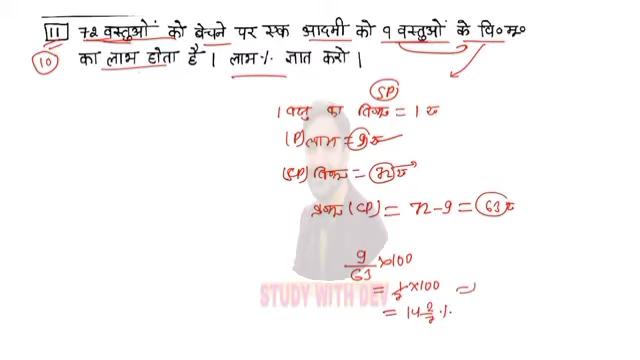 11 72 वस्तुओं को बेचने पर एक आदमी को 9 वस्तुओं के वि०मू०
10 का लाभ होता है। लाभ% ज्ञात करो।
SP
1 वस्तु का विक्रय = 1 रु
(P) लाभ = 9 रु
(SP) विक्रय = 72 रु
(CP) = 72 - 9 = 63 रु
9/63 × 100
= 1/7 × 100 =
= 14 2/7 %
STUDY WITH DEV